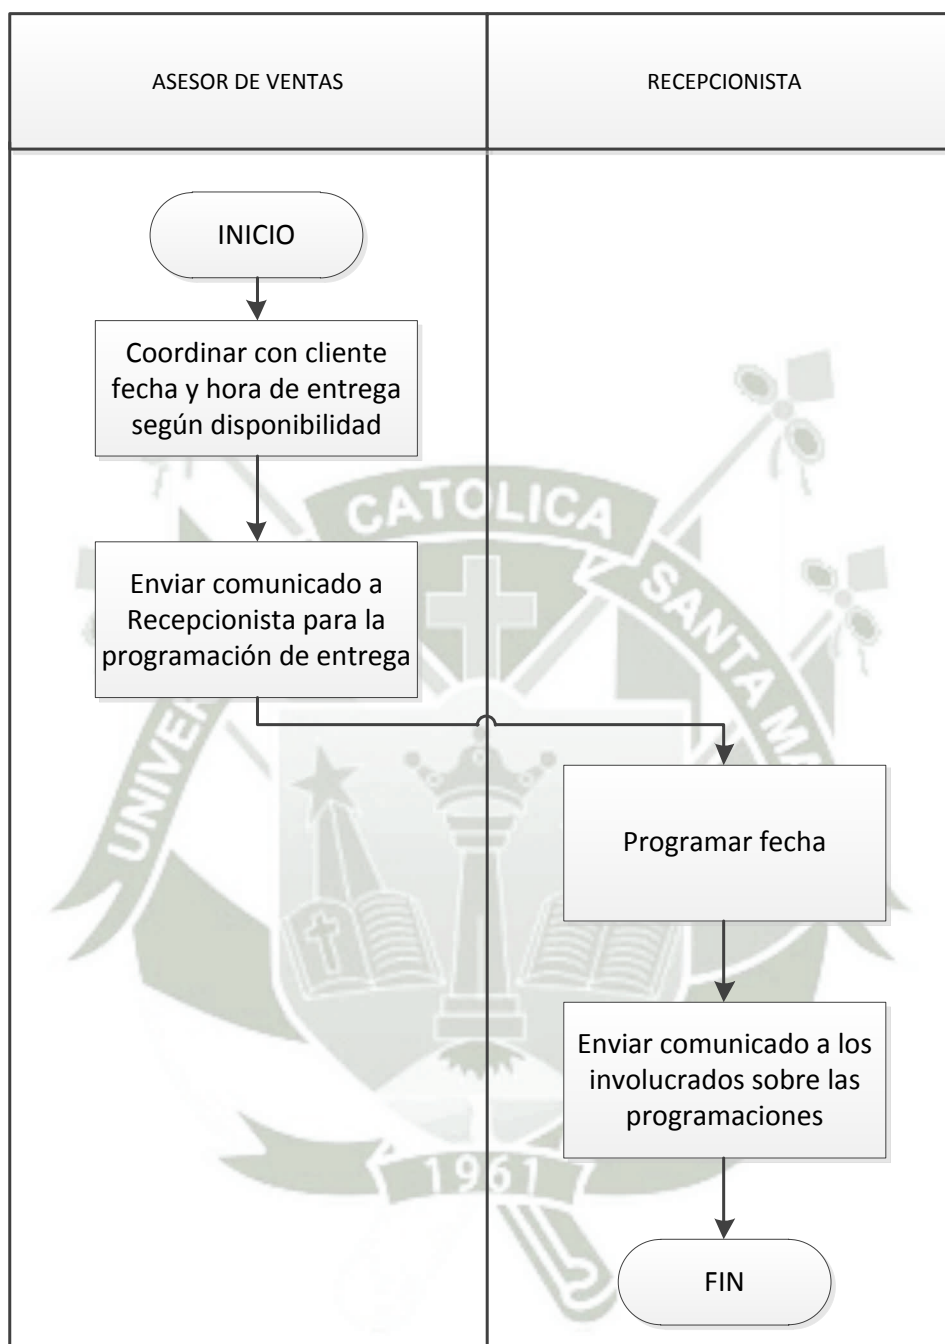 ASESOR DE VENTAS
RECEPCIONISTA
INICIO
Coordinar con cliente
fecha y hora de entrega
según disponibilidad
Enviar comunicado a
Recepcionista para la
programación de entrega
Programar fecha
Enviar comunicado a los
involucrados sobre las
programaciones
FIN
CATOLICA
SANTA MA
UNIVER
1961